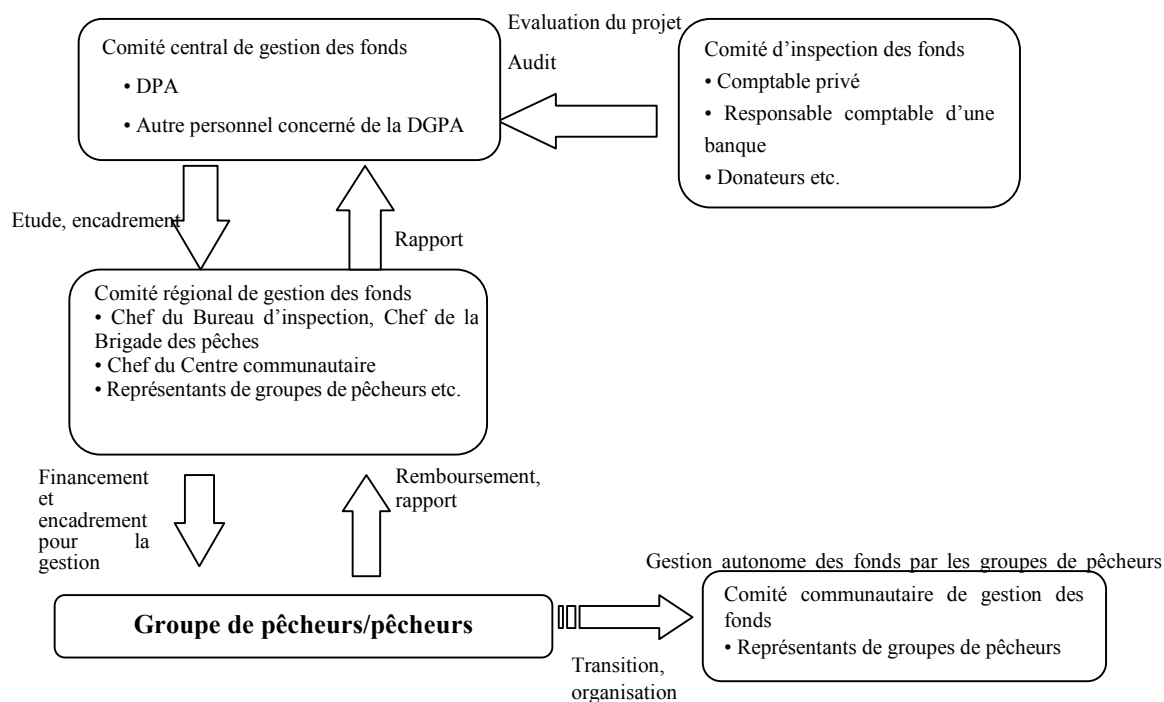 Comité central de gestion des fonds
• DPA
• Autre personnel concerné de la DGPA
Evaluation du projet
Audit
Comité d’inspection des fonds
• Comptable privé
• Responsable comptable d’une
banque
• Donateurs etc.
Etude, encadrement
Rapport
Comité régional de gestion des fonds
• Chef du Bureau d’inspection, Chef de la
Brigade des pêches
• Chef du Centre communautaire
• Représentants de groupes de pêcheurs etc.
Financement
et
encadrement
pour la
gestion
Remboursement,
rapport
Gestion autonome des fonds par les groupes de pêcheurs
Groupe de pêcheurs/pêcheurs
Transition,
organisation
Comité communautaire de gestion des
fonds
• Représentants de groupes de pêcheurs